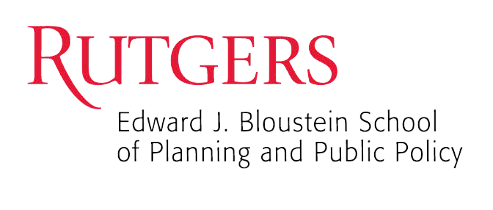 RUTGERS
Edward J. Bloustein School
of Planning and Public Policy